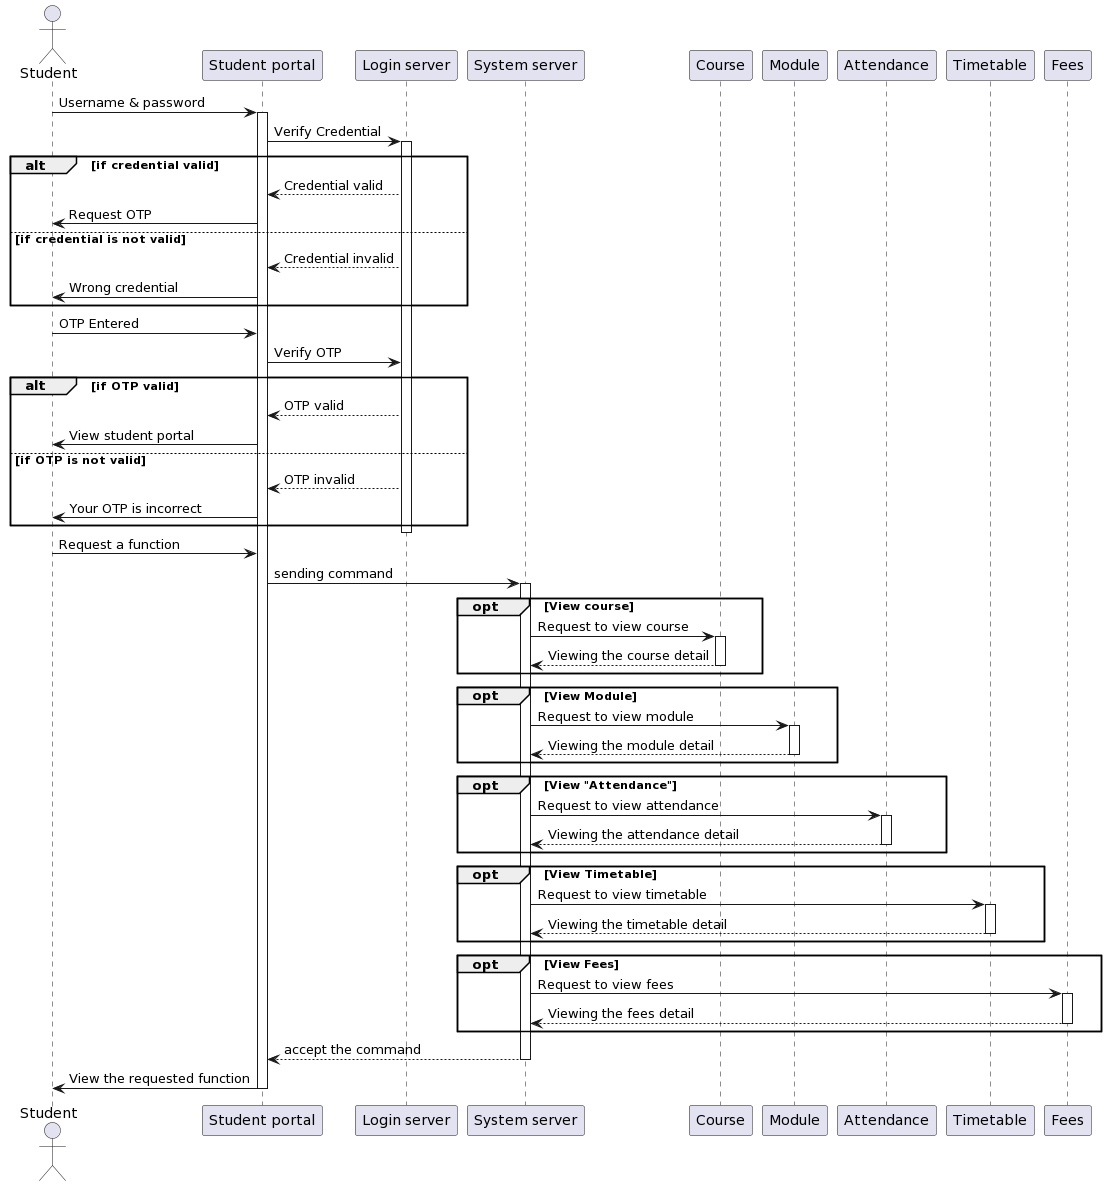 Student
Student portal
Login server
System server
Course
Module
Attendance
Timetable
Fees
Username & password
Verify Credential
alt
[if credential valid]
Credential valid
Request OTP
[if credential is not valid]
Credential invalid
Wrong credential
OTP Entered
Verify OTP
alt
[if OTP valid]
OTP valid
View student portal
[if OTP is not valid]
OTP invalid
Your OTP is incorrect
Request a function
sending command
opt
[View course]
Request to view course
Viewing the course detail
opt
[View Module]
Request to view module
Viewing the module detail
opt
[View "Attendance"]
Request to view attendance
Viewing the attendance detail
opt
[View Timetable]
Request to view timetable
Viewing the timetable detail
opt
[View Fees]
Request to view fees
Viewing the fees detail
accept the command
View the requested function
Student
Student portal
Login server
System server
Course
Module
Attendance
Timetable
Fees